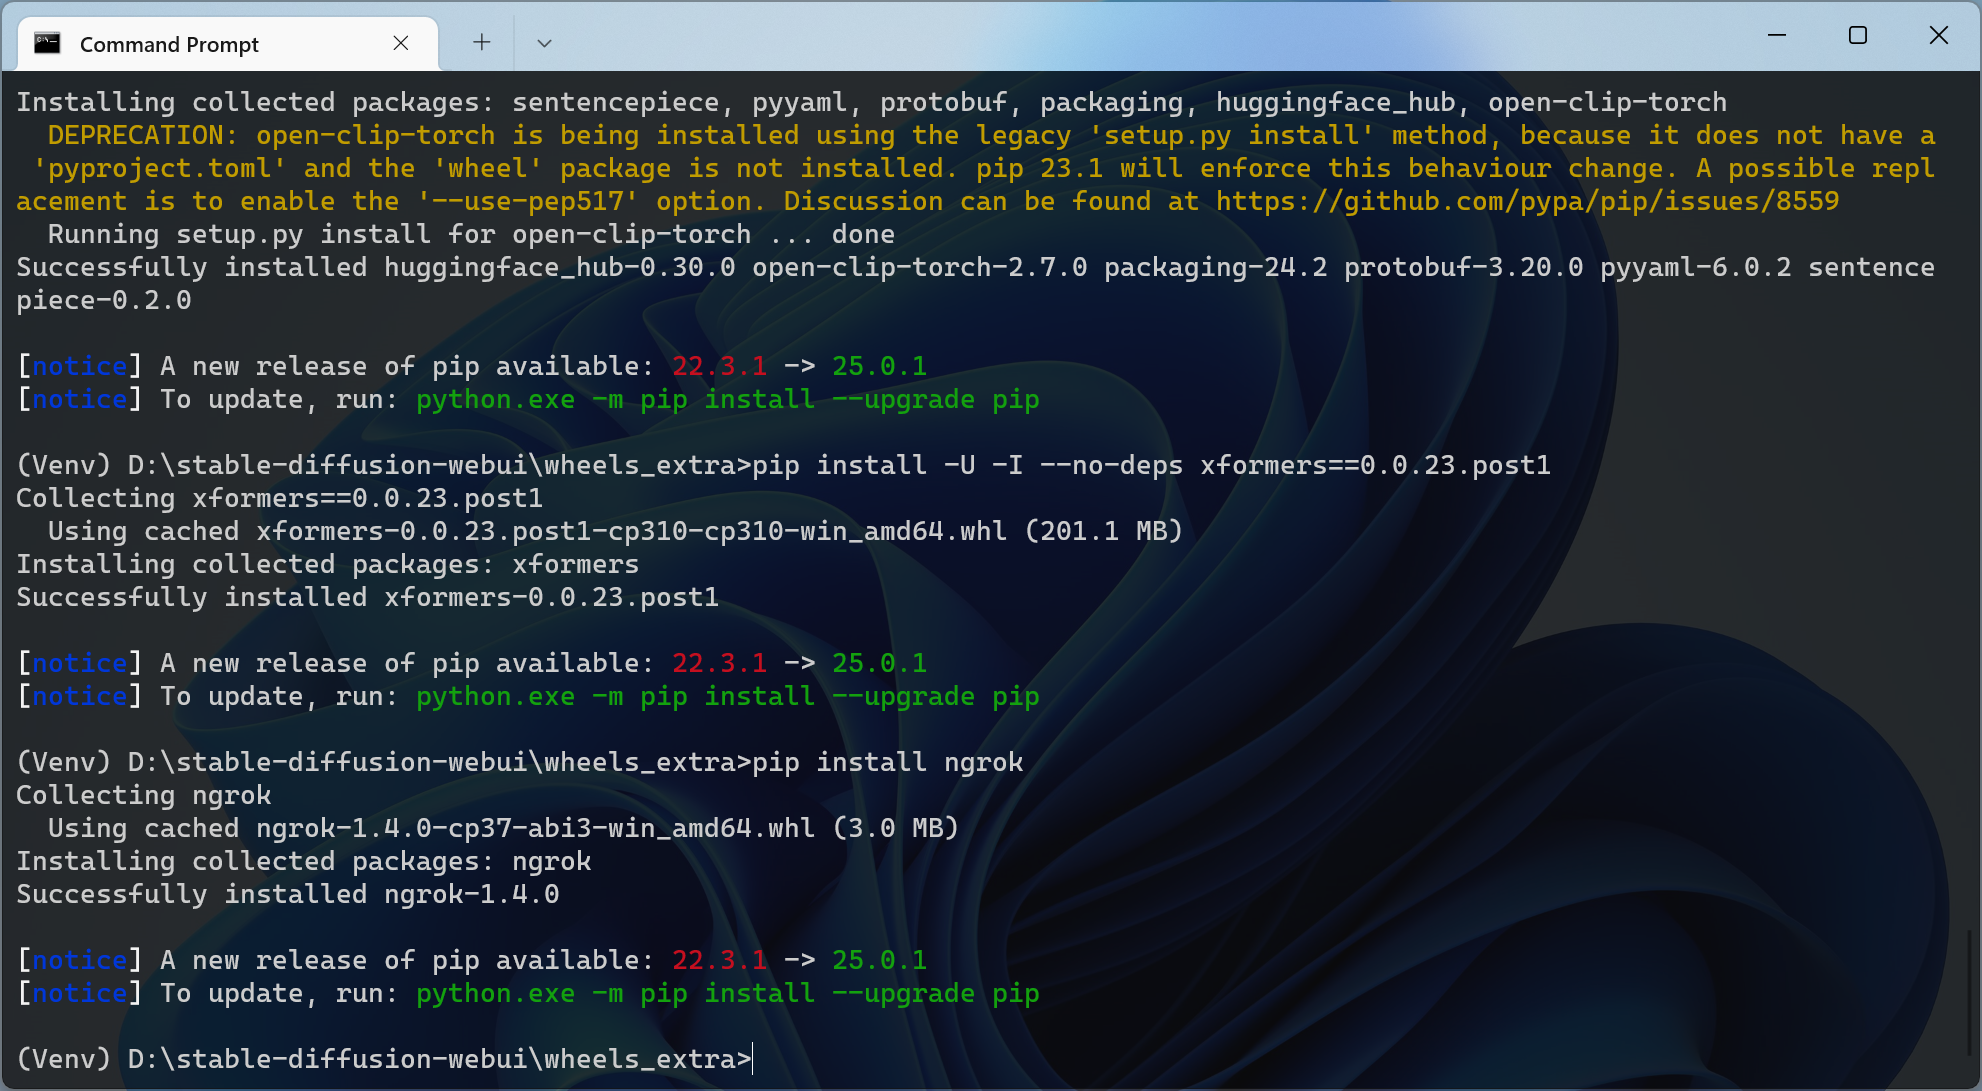 Command Prompt
Installing collected packages: sentencepiece, pyyaml, protobuf, packaging, huggingface_hub, open-clip-torch
  DEPRECATION: open-clip-torch is being installed using the legacy 'setup.py install' method, because it does not have a
 'pyproject.toml' and the 'wheel' package is not installed. pip 23.1 will enforce this behaviour change. A possible repl
acement is to enable the '--use-pep517' option. Discussion can be found at https://github.com/pypa/pip/issues/8559
  Running setup.py install for open-clip-torch ... done
Successfully installed huggingface_hub-0.30.0 open-clip-torch-2.7.0 packaging-24.2 protobuf-3.20.0 pyyaml-6.0.2 sentence
piece-0.2.0
[notice] A new release of pip available: 22.3.1 -> 25.0.1
[notice] To update, run: python.exe -m pip install --upgrade pip
(Venv) D:\stable-diffusion-webui\wheels_extra>pip install -U -I --no-deps xformers==0.0.23.post1
Collecting xformers==0.0.23.post1
  Using cached xformers-0.0.23.post1-cp310-cp310-win_amd64.whl (201.1 MB)
Installing collected packages: xformers
Successfully installed xformers-0.0.23.post1
[notice] A new release of pip available: 22.3.1 -> 25.0.1
[notice] To update, run: python.exe -m pip install --upgrade pip
(Venv) D:\stable-diffusion-webui\wheels_extra>pip install ngrok
Collecting ngrok
  Using cached ngrok-1.4.0-cp37-abi3-win_amd64.whl (3.0 MB)
Installing collected packages: ngrok
Successfully installed ngrok-1.4.0
[notice] A new release of pip available: 22.3.1 -> 25.0.1
[notice] To update, run: python.exe -m pip install --upgrade pip
(Venv) D:\stable-diffusion-webui\wheels_extra>